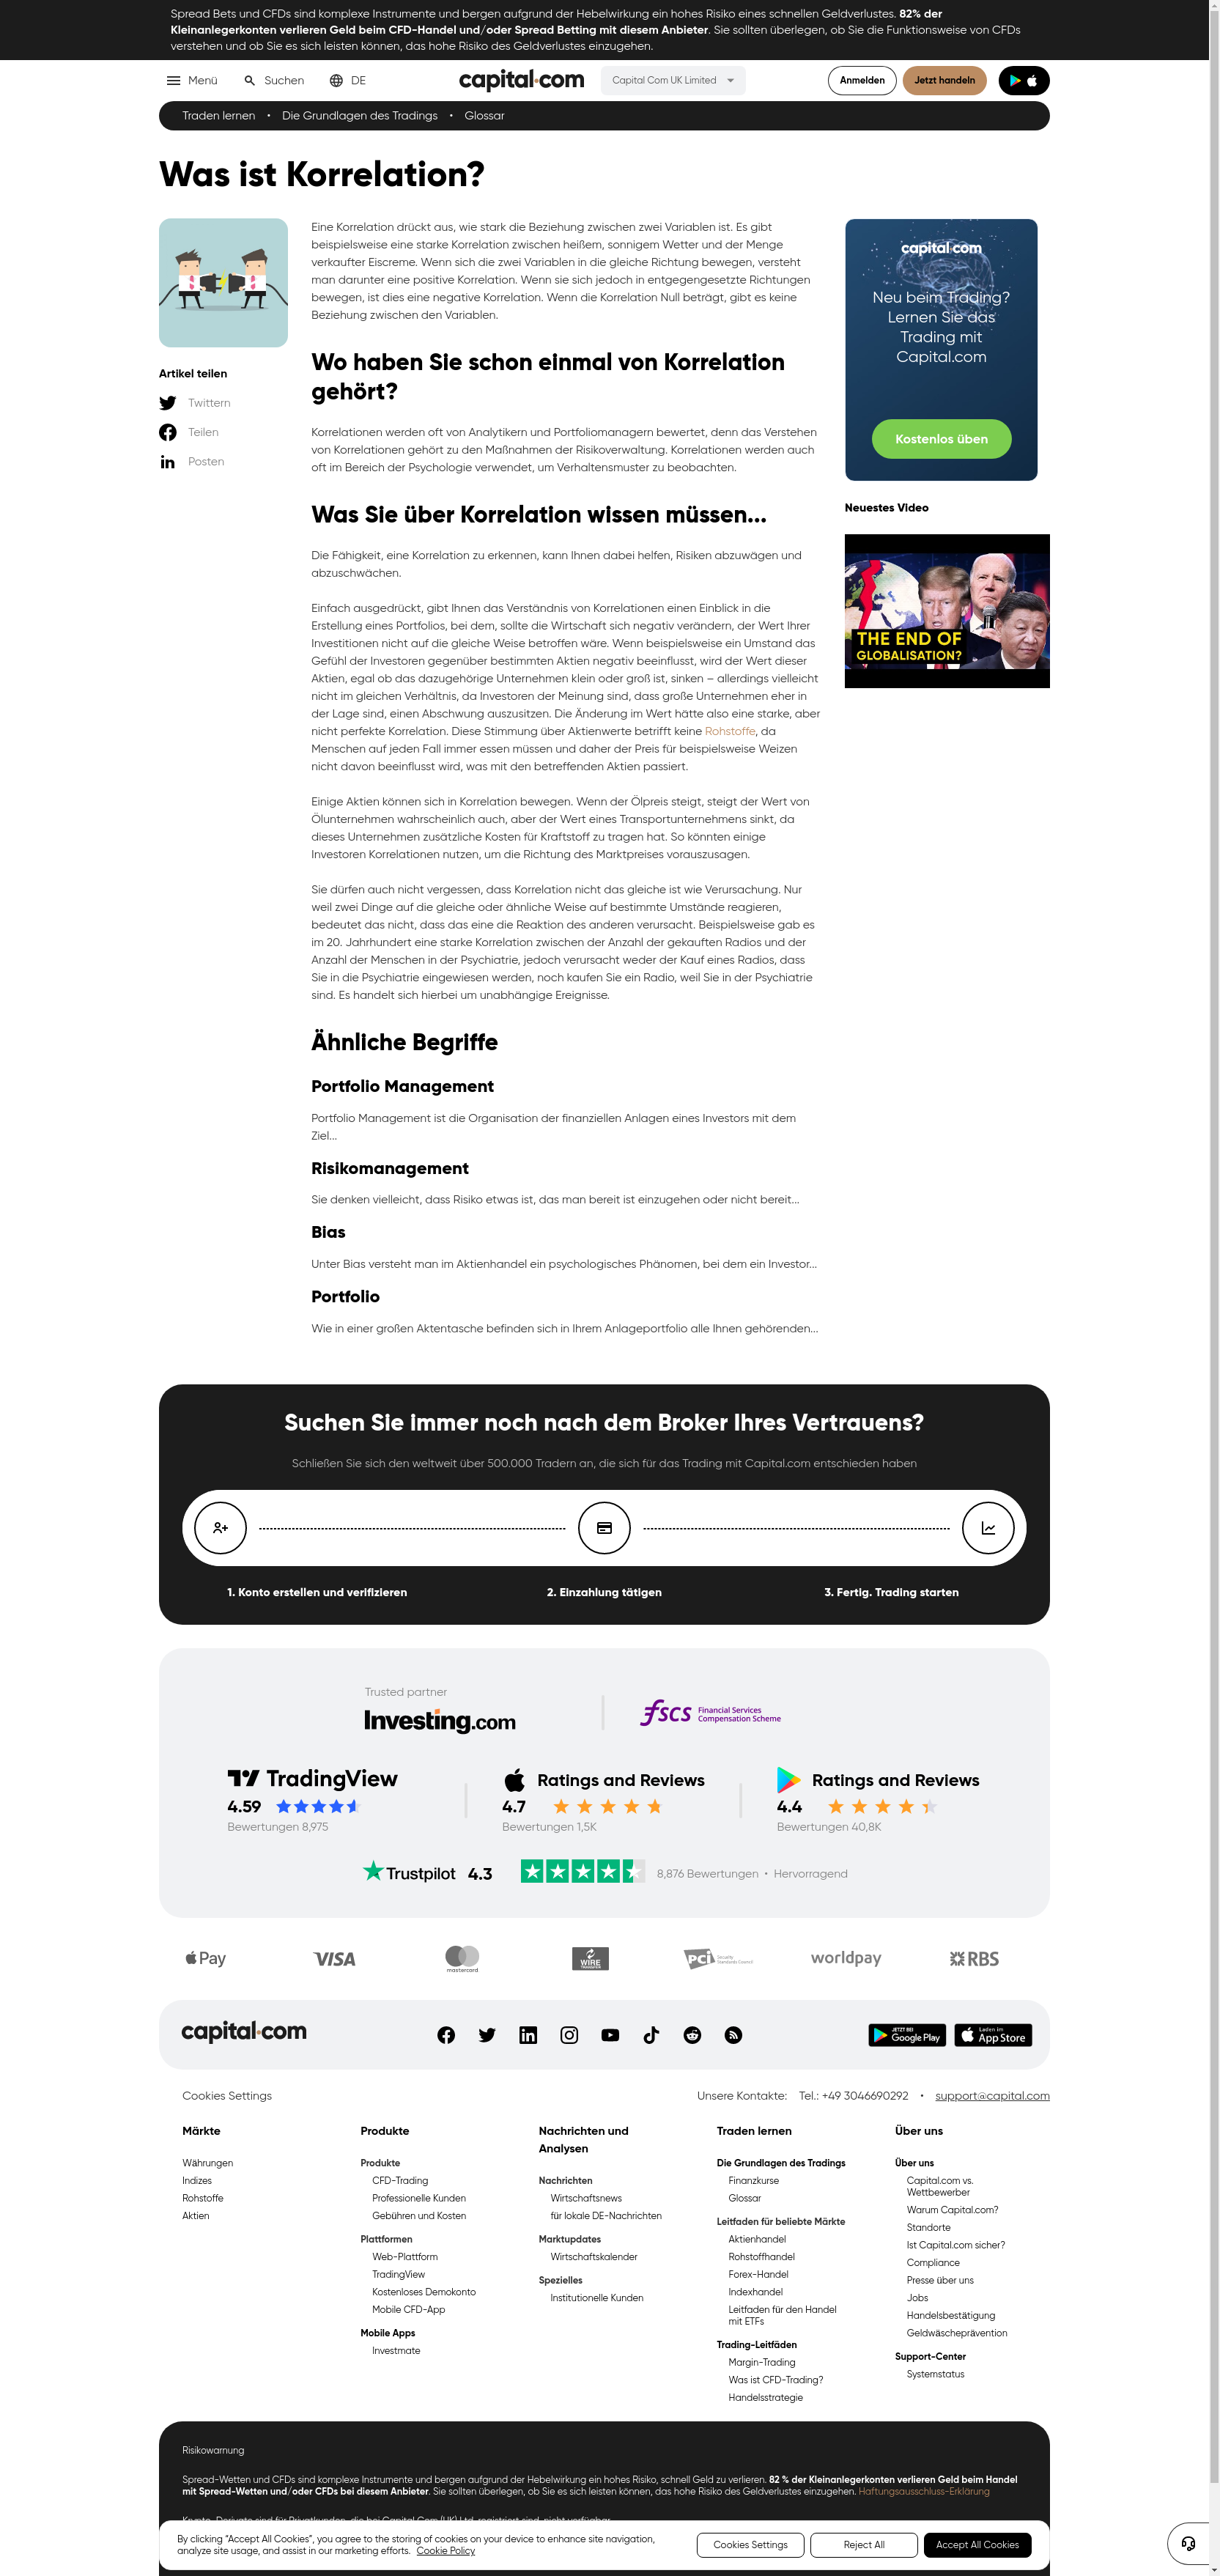 Spread Bets und CFDs sind komplexe Instrumente und bergen aufgrund der Hebelwirkung ein hohes Risiko eines schnellen Geldverlustes. 82% der
Kleinanlegerkonten verlieren Geld beim CFD-Handel und/oder Spread Betting mit diesem Anbieter. Sie sollten überlegen, ob Sie die Funktionsweise von CFDs
verstehen und ob Sie es sich leisten können, das hohe Risiko des Geldverlustes einzugehen.
Menü Suchen DE capital.com Capital Com UK Limited Anmelden Jetzt handeln
Traden lernen • Die Grundlagen des Tradings • Glossar
Was ist Korrelation?
Artikel teilen
Twittern
Teilen
Posten
Eine Korrelation drückt aus, wie stark die Beziehung zwischen zwei Variablen ist. Es gibt
beispielsweise eine starke Korrelation zwischen heißem, sonnigem Wetter und der Menge
verkaufter Eiscreme. Wenn sich die zwei Variablen in die gleiche Richtung bewegen, versteht
man darunter eine positive Korrelation. Wenn sie sich jedoch in entgegengesetzte Richtungen
bewegen, ist dies eine negative Korrelation. Wenn die Korrelation Null beträgt, gibt es keine
Beziehung zwischen den Variablen.
Wo haben Sie schon einmal von Korrelation
gehört?
Korrelationen werden oft von Analytikern und Portfoliomanagern bewertet, denn das Verstehen
von Korrelationen gehört zu den Maßnahmen der Risikoverwaltung. Korrelationen werden auch
oft im Bereich der Psychologie verwendet, um Verhaltensmuster zu beobachten.
Was Sie über Korrelation wissen müssen...
Die Fähigkeit, eine Korrelation zu erkennen, kann Ihnen dabei helfen, Risiken abzuwägen und
abzuschwächen.
Einfach ausgedrückt, gibt Ihnen das Verständnis von Korrelationen einen Einblick in die
Erstellung eines Portfolios, bei dem, sollte die Wirtschaft sich negativ verändern, der Wert Ihrer
Investitionen nicht auf die gleiche Weise betroffen wäre. Wenn beispielsweise ein Umstand das
Gefühl der Investoren gegenüber bestimmten Aktien negativ beeinflusst, wird der Wert dieser
Aktien, egal ob das dazugehörige Unternehmen klein oder groß ist, sinken – allerdings vielleicht
nicht im gleichen Verhältnis, da Investoren der Meinung sind, dass große Unternehmen eher in
der Lage sind, einen Abschwung auszusitzen. Die Änderung im Wert hätte also eine starke, aber
nicht perfekte Korrelation. Diese Stimmung über Aktienwerte betrifft keine Rohstoffe, da
Menschen auf jeden Fall immer essen müssen und daher der Preis für beispielsweise Weizen
nicht davon beeinflusst wird, was mit den betreffenden Aktien passiert.
Einige Aktien können sich in Korrelation bewegen. Wenn der Ölpreis steigt, steigt der Wert von
Ölunternehmen wahrscheinlich auch, aber der Wert eines Transportunternehmens sinkt, da
dieses Unternehmen zusätzliche Kosten für Kraftstoff zu tragen hat. So könnten einige
Investoren Korrelationen nutzen, um die Richtung des Marktpreises vorauszusagen.
Sie dürfen auch nicht vergessen, dass Korrelation nicht das gleiche ist wie Verursachung. Nur
weil zwei Dinge auf die gleiche oder ähnliche Weise auf bestimmte Umstände reagieren,
bedeutet das nicht, dass das eine die Reaktion des anderen verursacht. Beispielsweise gab es
im 20. Jahrhundert eine starke Korrelation zwischen der Anzahl der gekauften Radios und der
Anzahl der Menschen in der Psychiatrie, jedoch verursacht weder der Kauf eines Radios, dass
Sie in die Psychiatrie eingewiesen werden, noch kaufen Sie ein Radio, weil Sie in der Psychiatrie
sind. Es handelt sich hierbei um unabhängige Ereignisse.
Ähnliche Begriffe
Portfolio Management
Portfolio Management ist die Organisation der finanziellen Anlagen eines Investors mit dem
Ziel...
Risikomanagement
Sie denken vielleicht, dass Risiko etwas ist, das man bereit ist einzugehen oder nicht bereit...
Bias
Unter Bias versteht man im Aktienhandel ein psychologisches Phänomen, bei dem ein Investor...
Portfolio
Wie in einer großen Aktentasche befinden sich in Ihrem Anlageportfolio alle Ihnen gehörenden...
capital.com
Neu beim Trading?
Lernen Sie das
Trading mit
Capital.com
Kostenlos üben
Neuestes Video
THE END OF
GLOBALISATION?
Suchen Sie immer noch nach dem Broker Ihres Vertrauens?
Schließen Sie sich den weltweit über 500.000 Tradern an, die sich für das Trading mit Capital.com entschieden haben
1. Konto erstellen und verifizieren
2. Einzahlung tätigen
3. Fertig. Trading starten
Trusted partner
Investing.com
fscs Financial Services
Compensation Scheme
TradingView
4.59
Bewertungen 8,975
Ratings and Reviews
4.7
Bewertungen 1,5K
Ratings and Reviews
4.4
Bewertungen 40,8K
Trustpilot 4.3 8,876 Bewertungen • Hervorragend
Pay VISA mastercard WIRE TRANSFER PCI Security Standards Council worldpay RBS
capital.com
JETZT BEI
Google Play
Laden im
App Store
Cookies Settings
Unsere Kontakte: Tel.: +49 3046690292 • support@capital.com
Märkte
Währungen
Indizes
Rohstoffe
Aktien
Produkte
Produkte
CFD-Trading
Professionelle Kunden
Gebühren und Kosten
Plattformen
Web-Plattform
TradingView
Kostenloses Demokonto
Mobile CFD-App
Mobile Apps
Investmate
Nachrichten und
Analysen
Nachrichten
Wirtschaftsnews
für lokale DE-Nachrichten
Marktupdates
Wirtschaftskalender
Spezielles
Institutionelle Kunden
Traden lernen
Die Grundlagen des Tradings
Finanzkurse
Glossar
Leitfaden für beliebte Märkte
Aktienhandel
Rohstoffhandel
Forex-Handel
Indexhandel
Leitfaden für den Handel
mit ETFs
Trading-Leitfäden
Margin-Trading
Was ist CFD-Trading?
Handelsstrategie
Über uns
Über uns
Capital.com vs.
Wettbewerber
Warum Capital.com?
Standorte
Ist Capital.com sicher?
Compliance
Presse über uns
Jobs
Handelsbestätigung
Geldwäscheprävention
Support-Center
Systemstatus
Risikowarnung
Spread-Wetten und CFDs sind komplexe Instrumente und bergen aufgrund der Hebelwirkung ein hohes Risiko, schnell Geld zu verlieren. 82 % der Kleinanlegerkonten verlieren Geld beim Handel
mit Spread-Wetten und/oder CFDs bei diesem Anbieter. Sie sollten überlegen, ob Sie es sich leisten können, das hohe Risiko des Geldverlustes einzugehen. Haftungsausschluss-Erklärung
By clicking “Accept All Cookies”, you agree to the storing of cookies on your device to enhance site navigation,
analyze site usage, and assist in our marketing efforts. Cookie Policy
Cookies Settings
Reject All
Accept All Cookies